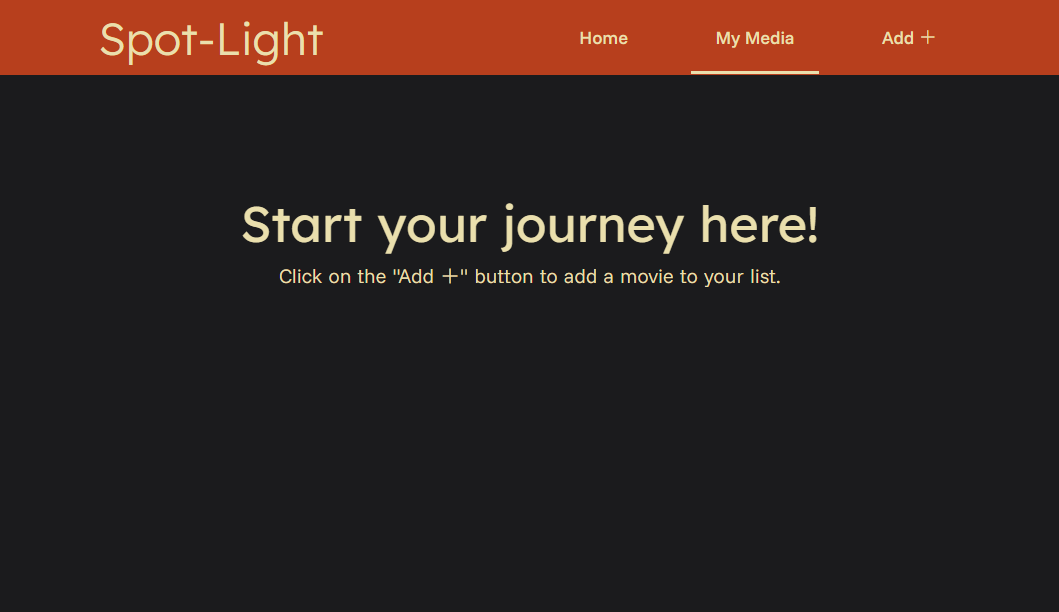 Spot-Light
Home
My Media
Add +
Start your journey here!
Click on the "Add +" button to add a movie to your list.